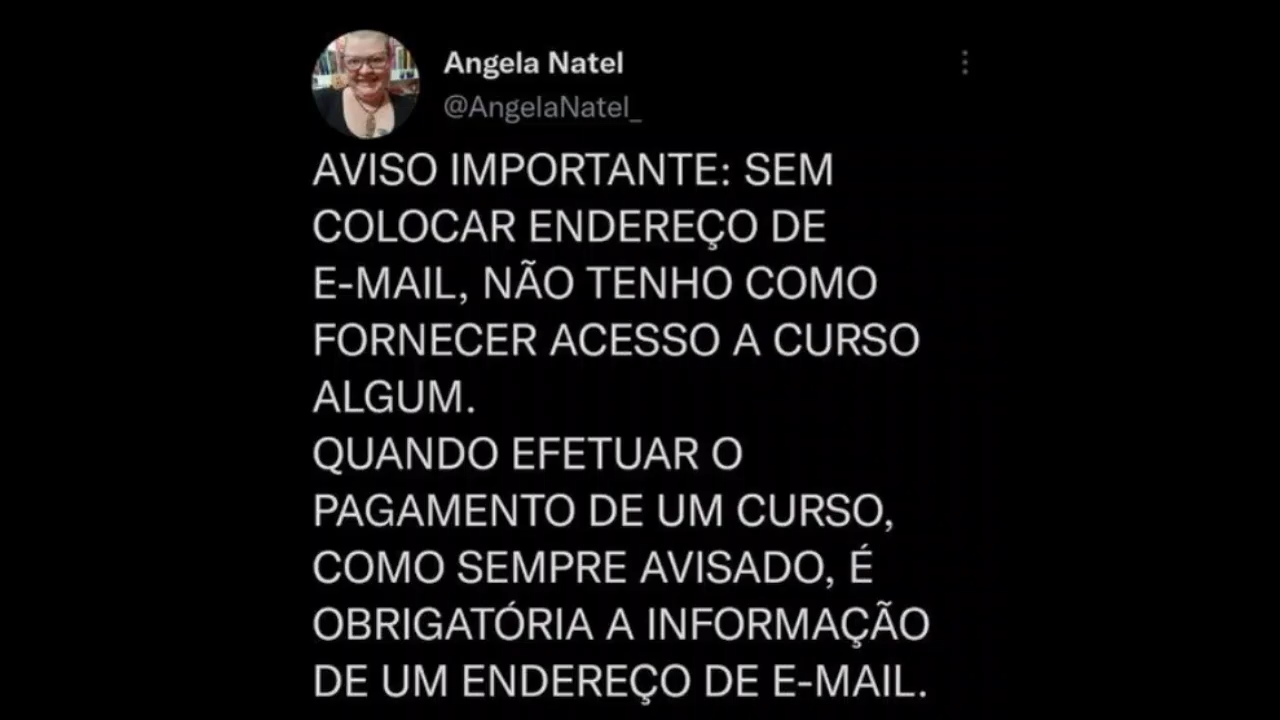 Angela Natel
@AngelaNatel_
AVISO IMPORTANTE: SEM
COLOCAR ENDEREÇO DE
E-MAIL, NÃO TENHO COMO
FORNECER ACESSO A CURSO
ALGUM.
QUANDO EFETUAR O
PAGAMENTO DE UM CURSO,
COMO SEMPRE AVISADO, É
OBRIGATÓRIA A INFORMAÇÃO
DE UM ENDEREÇO DE E-MAIL.